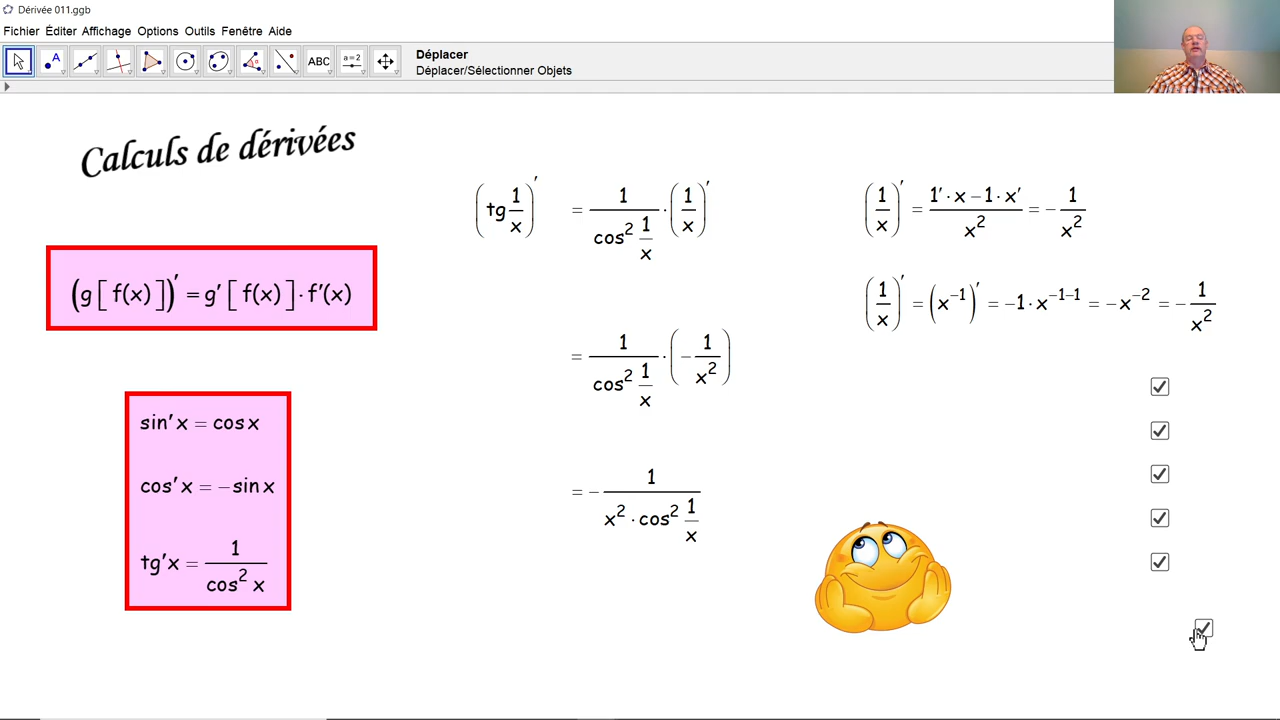 Dérivée 011.ggb
Fichier Éditer Affichage Options Outils Fenêtre Aide
A
ABC
a=2
Déplacer
Déplacer/Sélectionner Objets
Calculs de dérivées
(g[f(x)])′ = g′[f(x)]·f′(x)
sin′x = cos x
cos′x = −sin x
tg′x = 1/cos² x
(tg 1/x)′ = 1/cos² 1/x · (1/x)′
= 1/cos² 1/x · (−1/x²)
= − 1/x²·cos² 1/x
(1/x)′ = 1′·x−1·x′/x² = −1/x²
(1/x)′ = (x⁻¹)′ = −1·x⁻¹⁻¹ = −x⁻² = −1/x²